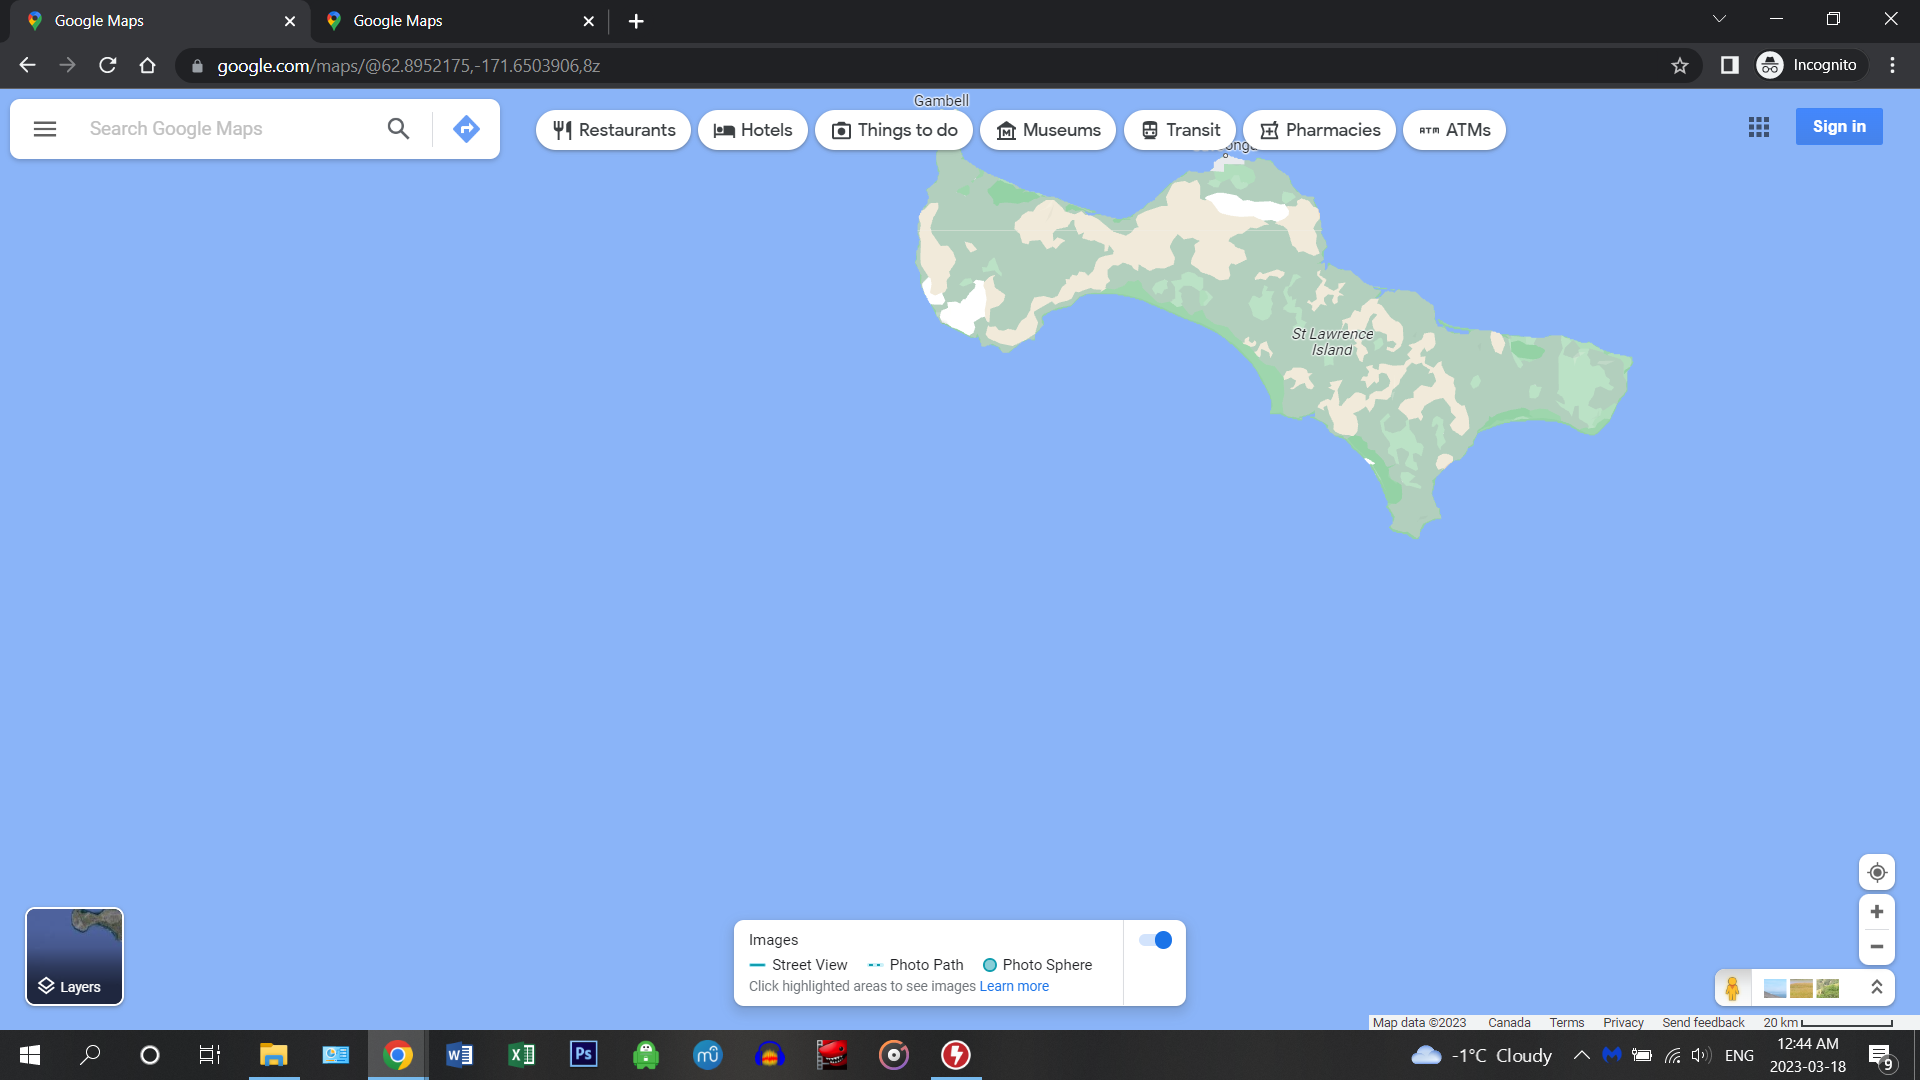 Google Maps
Google Maps
google.com/maps/@62.8952175,-171.6503906,8z
Incognito
Gambell
Search Google Maps
Restaurants
Hotels
Things to do
Museums
Transit
Pharmacies
ATM ATMs
Sign in
St Lawrence
Island
Layers
Images
Street View
Photo Path
Photo Sphere
Click highlighted areas to see images Learn more
Map data ©2023 Canada Terms Privacy Send feedback 20 km
W
X
Ps
-1°C Cloudy
ENG
12:44 AM
2023-03-18
9